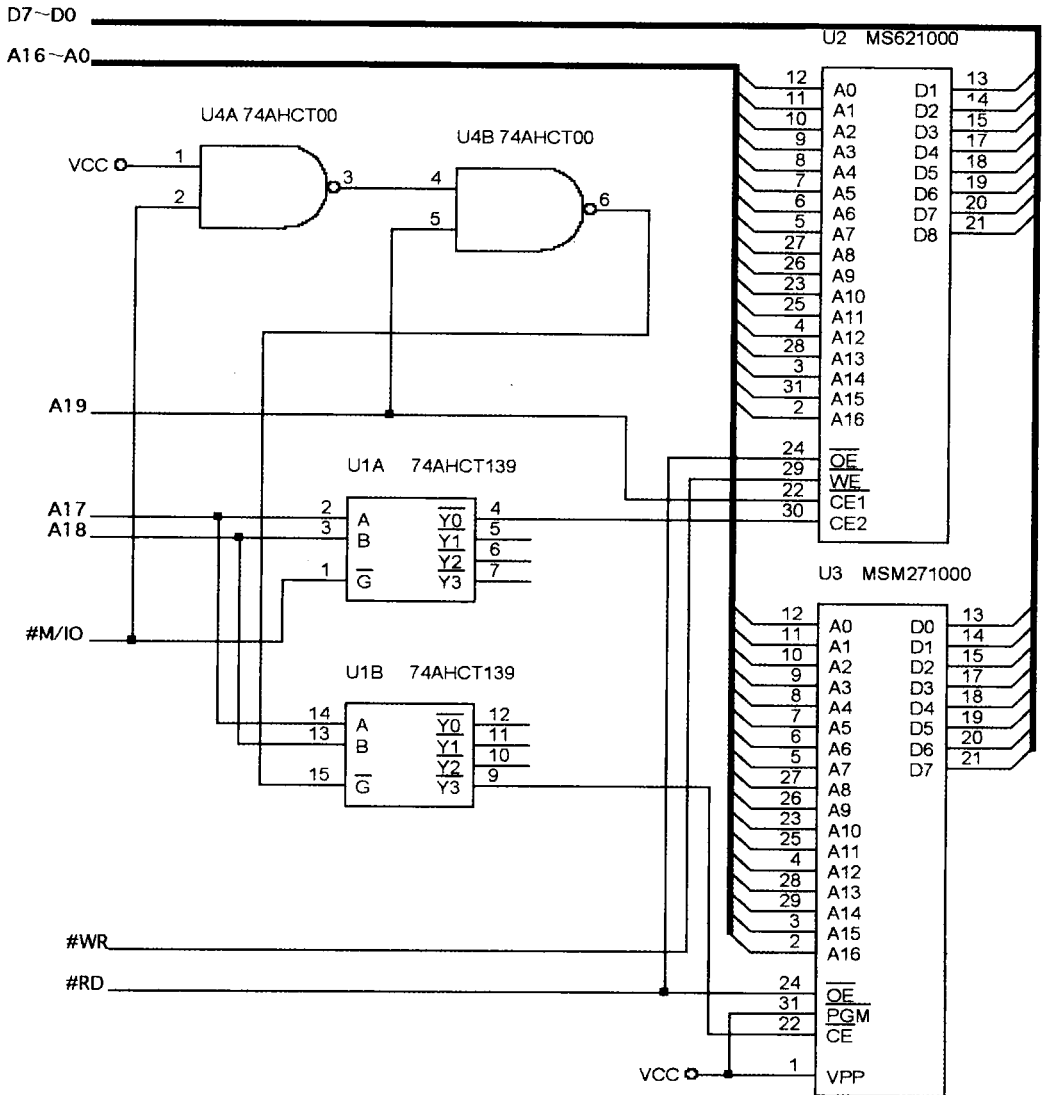 D7~D0
A16~A0
U2 MS621000
U4A 74AHCT00
U4B 74AHCT00
VCC
1
2
3
4
5
6
12 A0 D1 13
11 A1 D2 14
10 A2 D3 15
9 A3 D4 17
8 A4 D5 18
7 A5 D6 19
6 A6 D7 20
5 A7 D8 21
27 A8
26 A9
23 A10
25 A11
4 A12
28 A13
3 A14
31 A15
2 A16
24 OE
29 WE
22 CE1
30 CE2
A19
U1A 74AHCT139
A17
A18
2 A Y0 4
3 B Y1 5
Y2 6
1 G Y3 7
#M/IO
U1B 74AHCT139
14 A Y0 12
13 B Y1 11
Y2 10
15 G Y3 9
U3 MSM271000
12 A0 D0 13
11 A1 D1 14
10 A2 D2 15
9 A3 D3 17
8 A4 D4 18
7 A5 D5 19
6 A6 D6 20
5 A7 D7 21
27 A8
26 A9
23 A10
25 A11
4 A12
28 A13
29 A14
3 A15
2 A16
#WR
#RD
24 OE
31 PGM
22 CE
VCC
1 VPP